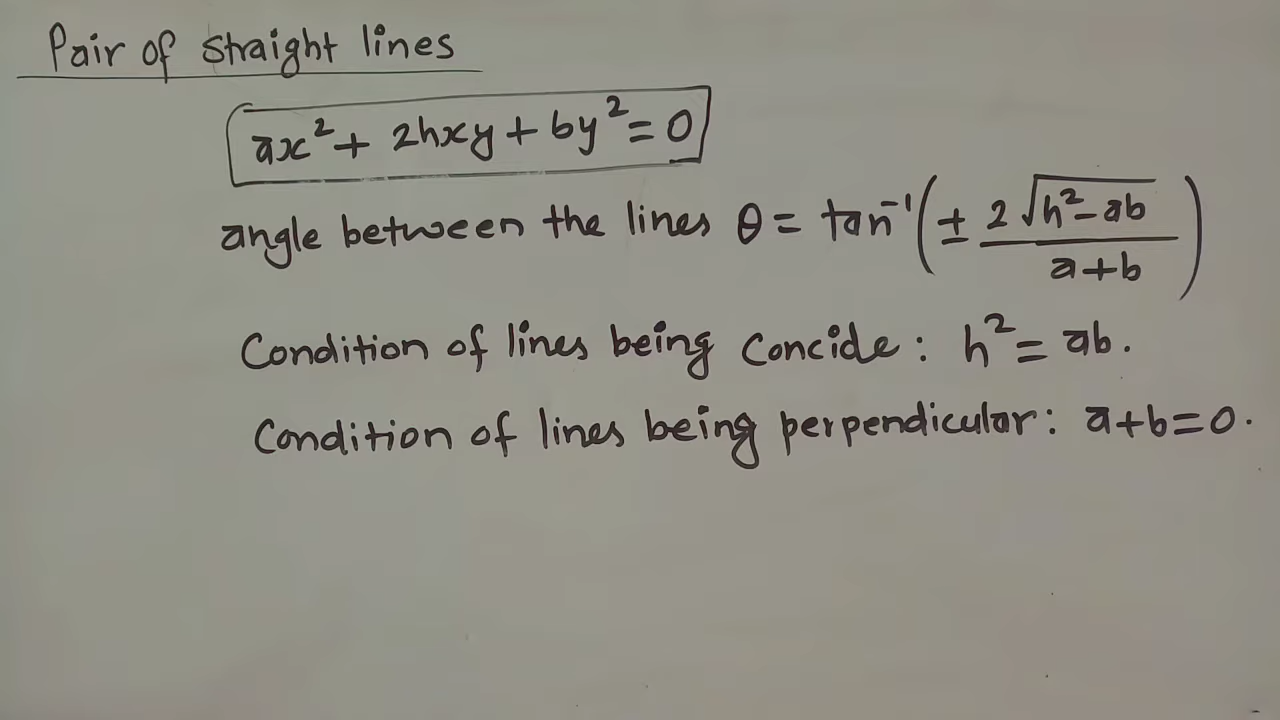 Pair of straight lines
ax² + 2hxy + by² = 0
angle between the lines θ = tan⁻¹(± 2√(h²-ab) / (a+b))
Condition of lines being concide: h² = ab.
Condition of lines being perpendicular: a+b=0.